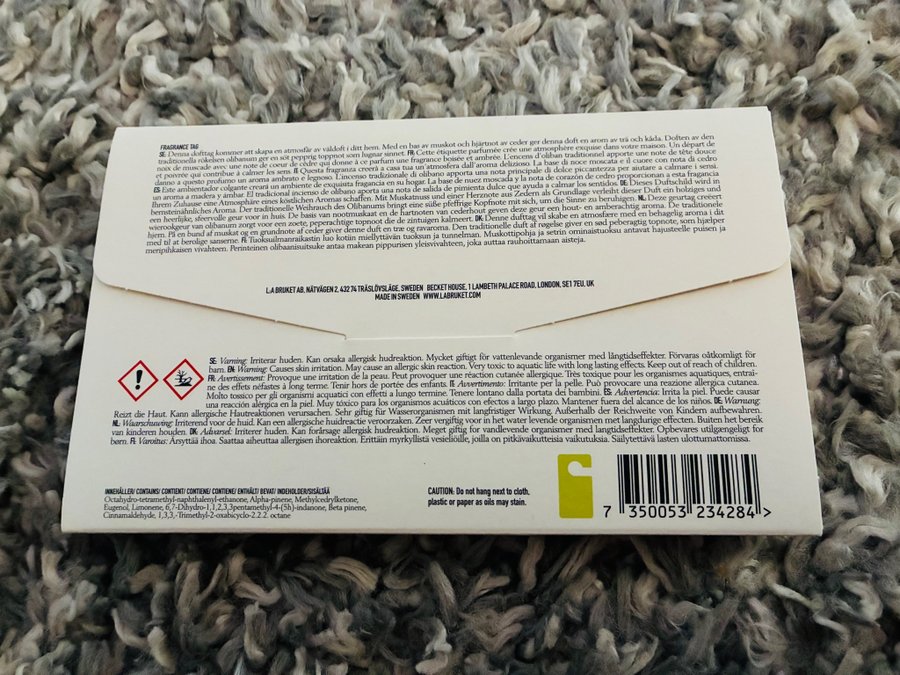 FRAGRANCE TAG
SE: Denna dofttag kommer att skapa en atmosfär av väldoft i ditt hem. Med en bas av muskot och hjärtnot av ceder ger denna doft en arom av trä och kåda. Doften av den
traditionella rökelsen olibanum ger en söt pepprig toppnot som lugnar sinnet. FR: Cette étiquette parfumée crée une atmosphère exquise dans votre maison. Un départ de
noix de muscade avec une note de coeur de cèdre qui donne à ce parfum une fragrance boisée et ambrée. L'encens d'oliban traditionnel apporte une note de tête douce
et poivrée qui contribue à calmer les sens. IL Questa fragranza creerà a casa tua un'atmosfera dall'aroma deliziosa. La base di noce moscata e il cuore con nota di cedro
danno a questo profumo un aroma ambrato e legnoso. L'incenso tradizionale di olibano apporta una nota principale di dolce piccantezza per aiutare a calmare i sensi.
ES: Este ambientador colgante creará un ambiente de exquisita fragancia en su hogar. La base de nuez moscada y la nota de corazón de cedro proporcionan a esta fragancia
un aroma a madera y ámbar. El tradicional incienso de olíbano aporta una nota de salida de pimienta dulce que ayuda a calmar los sentidos. DE: Dieses Duftschild wird in
Ihrem Zuhause eine Atmosphäre eines köstlichen Aromas schaffen. Mit Muskatnuss und einer Herznote aus Zedern als Grundlage verleiht dieser Duft ein holziges und
bernsteinähnliches Aroma. Der traditionelle Weihrauch des Olibanums bringt eine süße pfeffrige Kopfnote mit sich, um die Sinne zu beruhigen. NL: Deze geurtag creëert
een heerlijke, sfeervolle geur voor in huis. De basis van nootmuskaat en de hartnoten van cederhout geven deze geur een hout- en amberachtig aroma. De traditionele
wierookgeur van olibanum zorgt voor een zoete, peperachtige topnoot die de zintuigen kalmeert. DK: Denne dufttag vil skabe en atmosfære med en behagelig aroma i dit
hjem. På en bund af muskat og en grundnote af ceder giver denne duft en træ og ravaroma. Den traditionelle duft af røgelse giver en sød peberagtig topnote, som hjælper
med til at berolige sanserne. FI: Tuoksuilmaraikastin luo kotiin miellyttävän tuoksun ja tunnelman. Muskottipohja ja setrin ominaistuoksu antavat hajusteelle puisen ja
meripihkaisen vivahteen. Perinteinen olibaanisuitsuke antaa makean pippurisen yleisvivahteen, joka auttaa rauhoittamaan aisteja.
L:A BRUKET AB, NÄTVÄGEN 2, 432 74 TRÄSLÖVSLÄGE, SWEDEN BECKET HOUSE, 1 LAMBETH PALACE ROAD, LONDON, SE1 7EU, UK
MADE IN SWEDEN WWW.LABRUKET.COM
SE: Varning: Irriterar huden. Kan orsaka allergisk hudreaktion. Mycket giftigt för vattenlevande organismer med långtidseffekter. Förvaras oåtkomligt för
barn. EN: Warning: Causes skin irritation. May cause an allergic skin reaction. Very toxic to aquatic life with long lasting effects. Keep out of reach of children.
FR: Avertissement: Provoque une irritation de la peau. Peut provoquer une réaction cutanée allergique. Très toxique pour les organismes aquatiques, entraî-
ne des effets néfastes à long terme. Tenir hors de portée des enfants. IL Avvertimento: Irritante per la pelle. Può provocare una reazione allergica cutanea.
Molto tossico per gli organismi acquatici con effetti a lungo termine. Tenere lontano dalla portata dei bambini. ES: Advertencia: Irrita la piel. Puede causar
una reacción alérgica en la piel. Muy tóxico para los organismos acuáticos con efectos a largo plazo. Mantener fuera del alcance de los niños. DE: Warnung:
Reizt die Haut. Kann allergische Hautreaktionen verursachen. Sehr giftig für Wasserorganismen mit langfristiger Wirkung. Außerhalb der Reichweite von Kindern aufbewahren.
NL: Waarschuwing: Irriterend voor de huid. Kan een allergische huidreactie veroorzaken. Zeer vergiftig voor in het water levende organismen met langdurige effecten. Buiten het bereik
van kinderen houden. DK: Advarsel: Irriterer huden. Kan forårsage allergisk hudreaktion. Meget giftig for vandlevende organismer med langtidseffekter. Opbevares utilgængeligt for
børn. FI: Varoitus: Ärsyttää ihoa. Saattaa aiheuttaa allergisen ihoreaktion. Erittäin myrkyllistä vesieliöille, joilla on pitkävaikutteisia vaikutuksia. Säilytettävä lasten ulottumattomissa.
INNEHÅLLER/ CONTAINS/ CONTIENT/ CONTIENE/ CONTIENE/ ENTHÄLT/ BEVAT/ INDEHOLDER/SISÄLTÄÄ
Octahydro-tetramethyl-naphthalenyl-ethanone, Alpha-pinene, Methylcedrylketone,
Eugenol, Limonene, 6,7-Dihydro-1,1,2,3,3pentamethyl-4-(5h)-indanone, Beta pinene,
Cinnamaldehyde, 1,3,3,-Trimethyl-2-oxabicyclo-2.2.2. octane
CAUTION: Do not hang next to cloth,
plastic or paper as oils may stain.
7 350053 234284 >